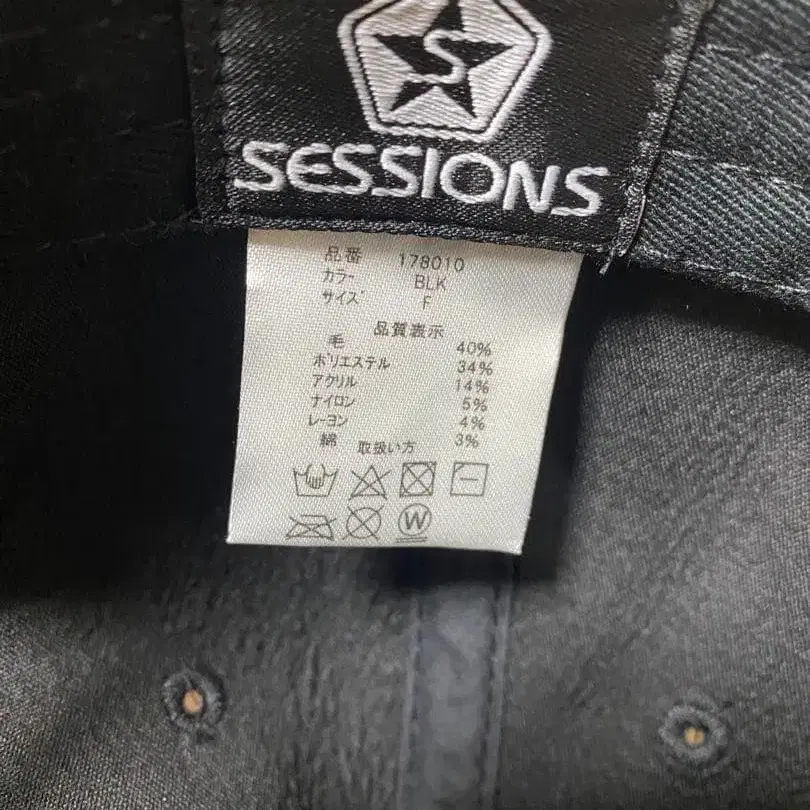 S
SESSIONS
品番 178010
カラー BLK
サイズ F
品質表示
毛 40%
ポリエステル 34%
アクリル 14%
ナイロン 5%
レーヨン 4%
綿 3%
取扱い方
W